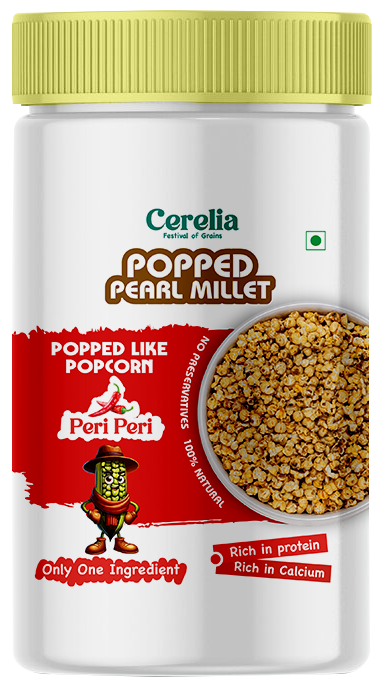 Cerelia
Festival of Grains
POPPED
PEARL MILLET
POPPED LIKE
POPCORN
Peri Peri
NO PRESERVATIVES 100% NATURAL
Only One Ingredient
Rich in protein
Rich in Calcium